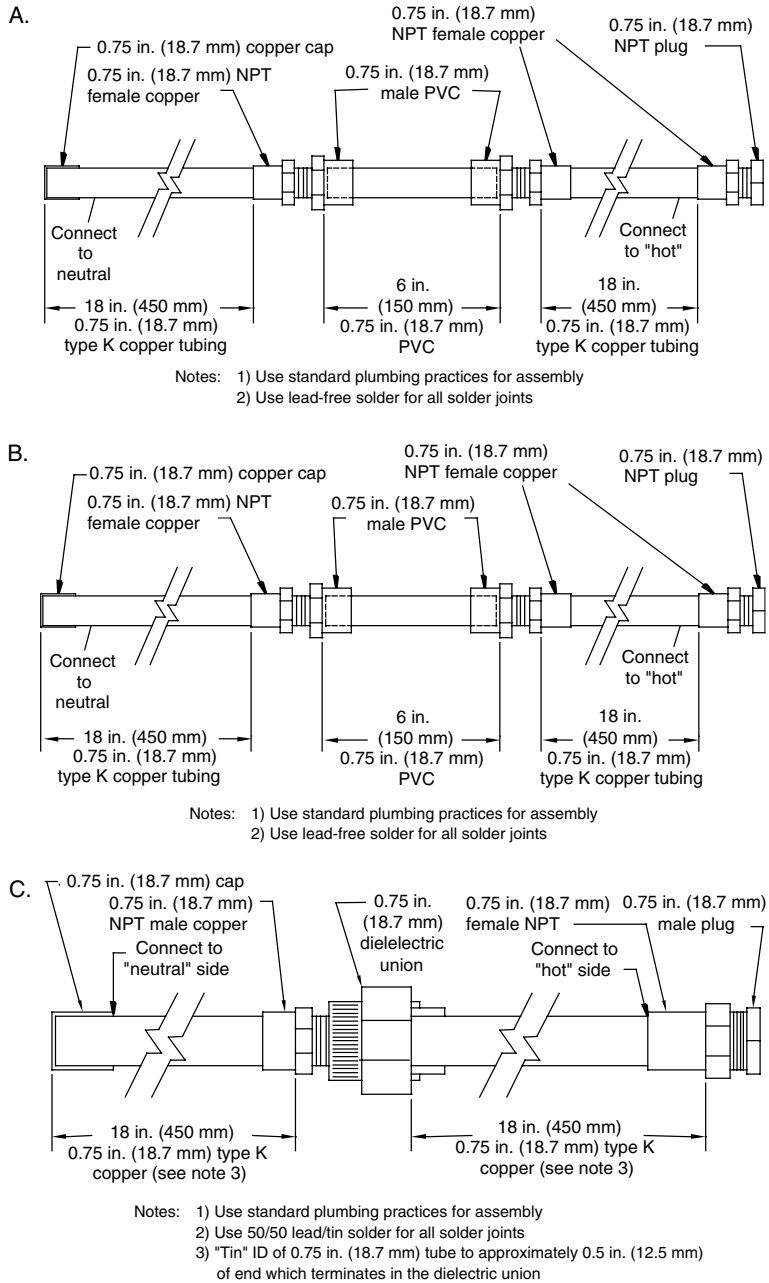 A.
0.75 in. (18.7 mm) copper cap
0.75 in. (18.7 mm) NPT
female copper
0.75 in. (18.7 mm)
male PVC
0.75 in. (18.7 mm)
NPT female copper
0.75 in. (18.7 mm)
NPT plug
Connect
to
neutral
Connect
to "hot"
18 in. (450 mm)
0.75 in. (18.7 mm)
type K copper tubing
6 in.
(150 mm)
0.75 in. (18.7 mm)
PVC
18 in.
(450 mm)
0.75 in. (18.7 mm)
type K copper tubing
Notes: 1) Use standard plumbing practices for assembly
2) Use lead-free solder for all solder joints
B.
0.75 in. (18.7 mm) copper cap
0.75 in. (18.7 mm) NPT
female copper
0.75 in. (18.7 mm)
male PVC
0.75 in. (18.7 mm)
NPT female copper
0.75 in. (18.7 mm)
NPT plug
Connect
to
neutral
Connect
to "hot"
18 in. (450 mm)
0.75 in. (18.7 mm)
type K copper tubing
6 in.
(150 mm)
0.75 in. (18.7 mm)
PVC
18 in.
(450 mm)
0.75 in. (18.7 mm)
type K copper tubing
Notes: 1) Use standard plumbing practices for assembly
2) Use lead-free solder for all solder joints
C.
0.75 in. (18.7 mm) cap
0.75 in. (18.7 mm)
NPT male copper
Connect to
"neutral" side
0.75 in.
(18.7 mm)
dielelectric
union
0.75 in. (18.7 mm)
female NPT
Connect to
"hot" side
0.75 in. (18.7 mm)
male plug
18 in. (450 mm)
0.75 in. (18.7 mm) type K
copper (see note 3)
18 in. (450 mm)
0.75 in. (18.7 mm) type K
copper (see note 3)
Notes: 1) Use standard plumbing practices for assembly
2) Use 50/50 lead/tin solder for all solder joints
3) "Tin" ID of 0.75 in. (18.7 mm) tube to approximately 0.5 in. (12.5 mm)
of end which terminates in the dielectric union